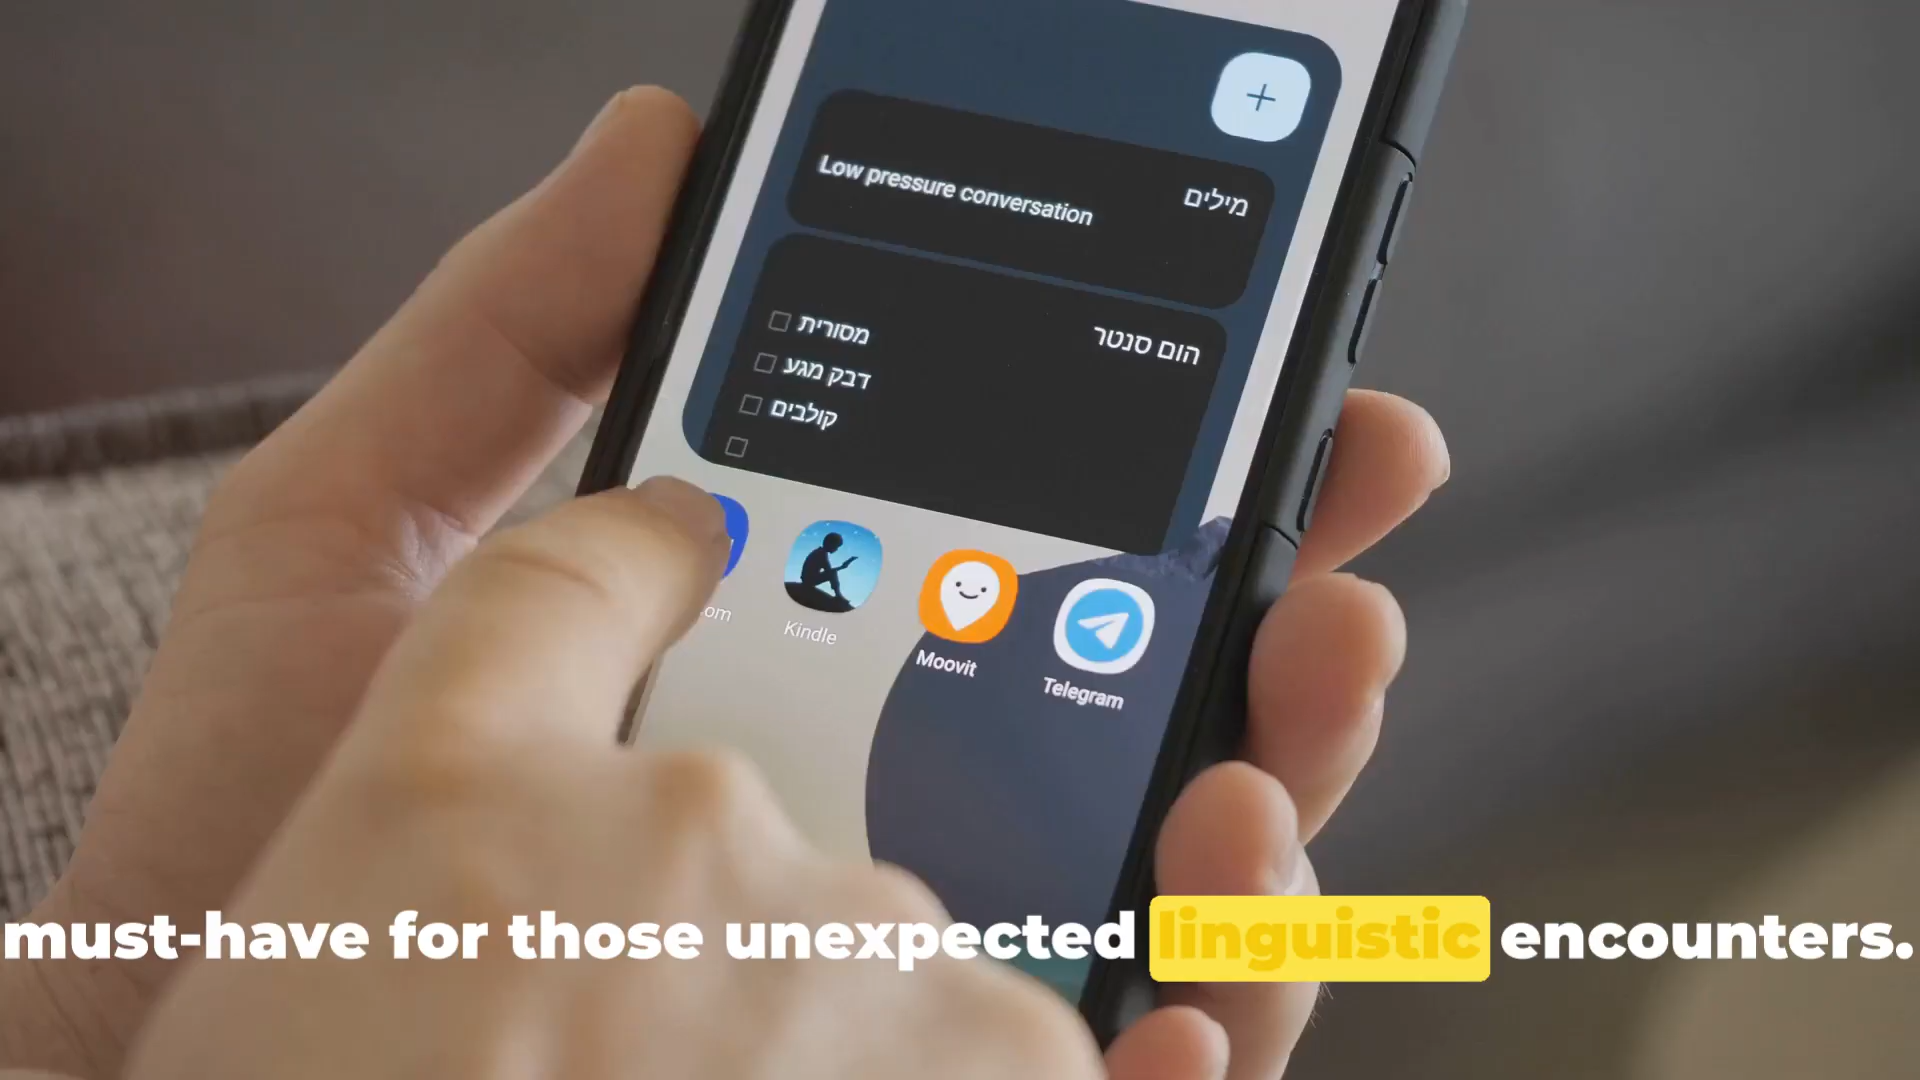 מילים
Low pressure conversation
הום סנטר
מסורית
דבק מגע
קולבים
om
Kindle
Moovit
Telegram
must-have for those unexpected linguistic encounters.